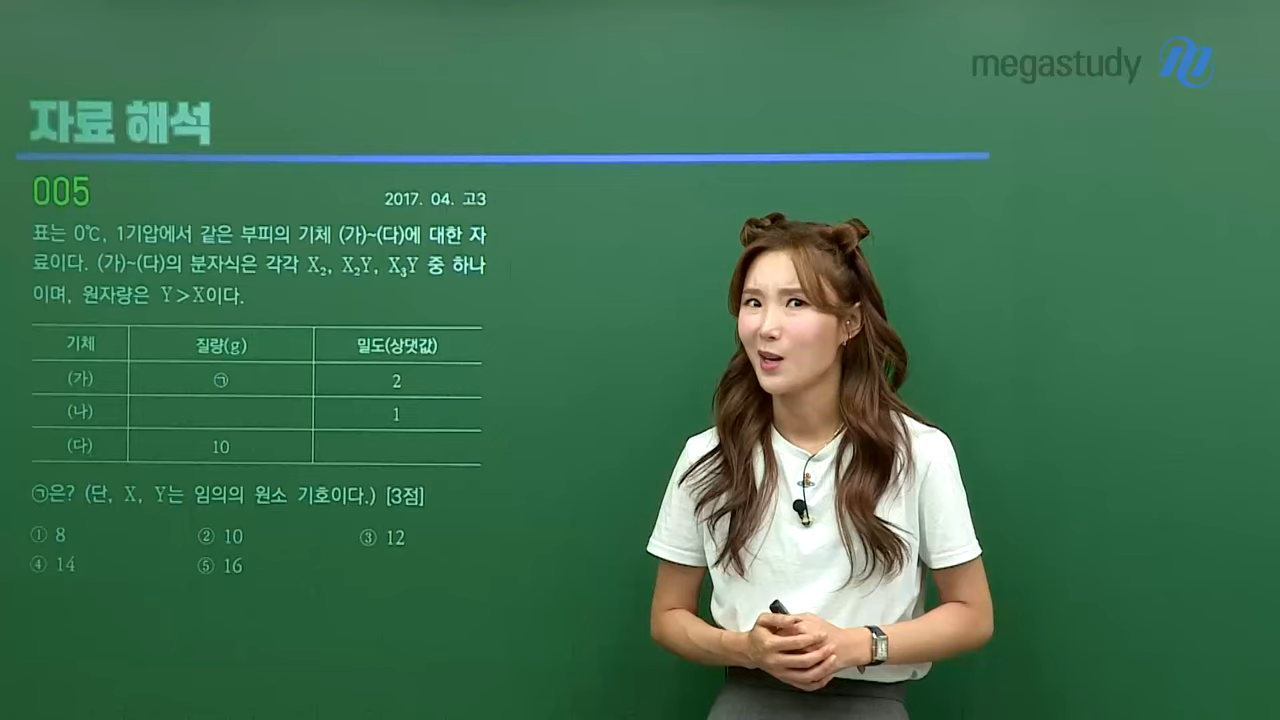 megastudy
자료 해석
005
2017. 04. 고3
표는 0℃, 1기압에서 같은 부피의 기체 (가)~(다)에 대한 자
료이다. (가)~(다)의 분자식은 각각 X₂, X₂Y, X₃Y 중 하나
이며, 원자량은 Y>X이다.
기체 질량(g) 밀도(상댓값)
(가) ㉠ 2
(나) 1
(다) 10
㉠은? (단, X, Y는 임의의 원소 기호이다.) [3점]
① 8 ② 10 ③ 12
④ 14 ⑤ 16